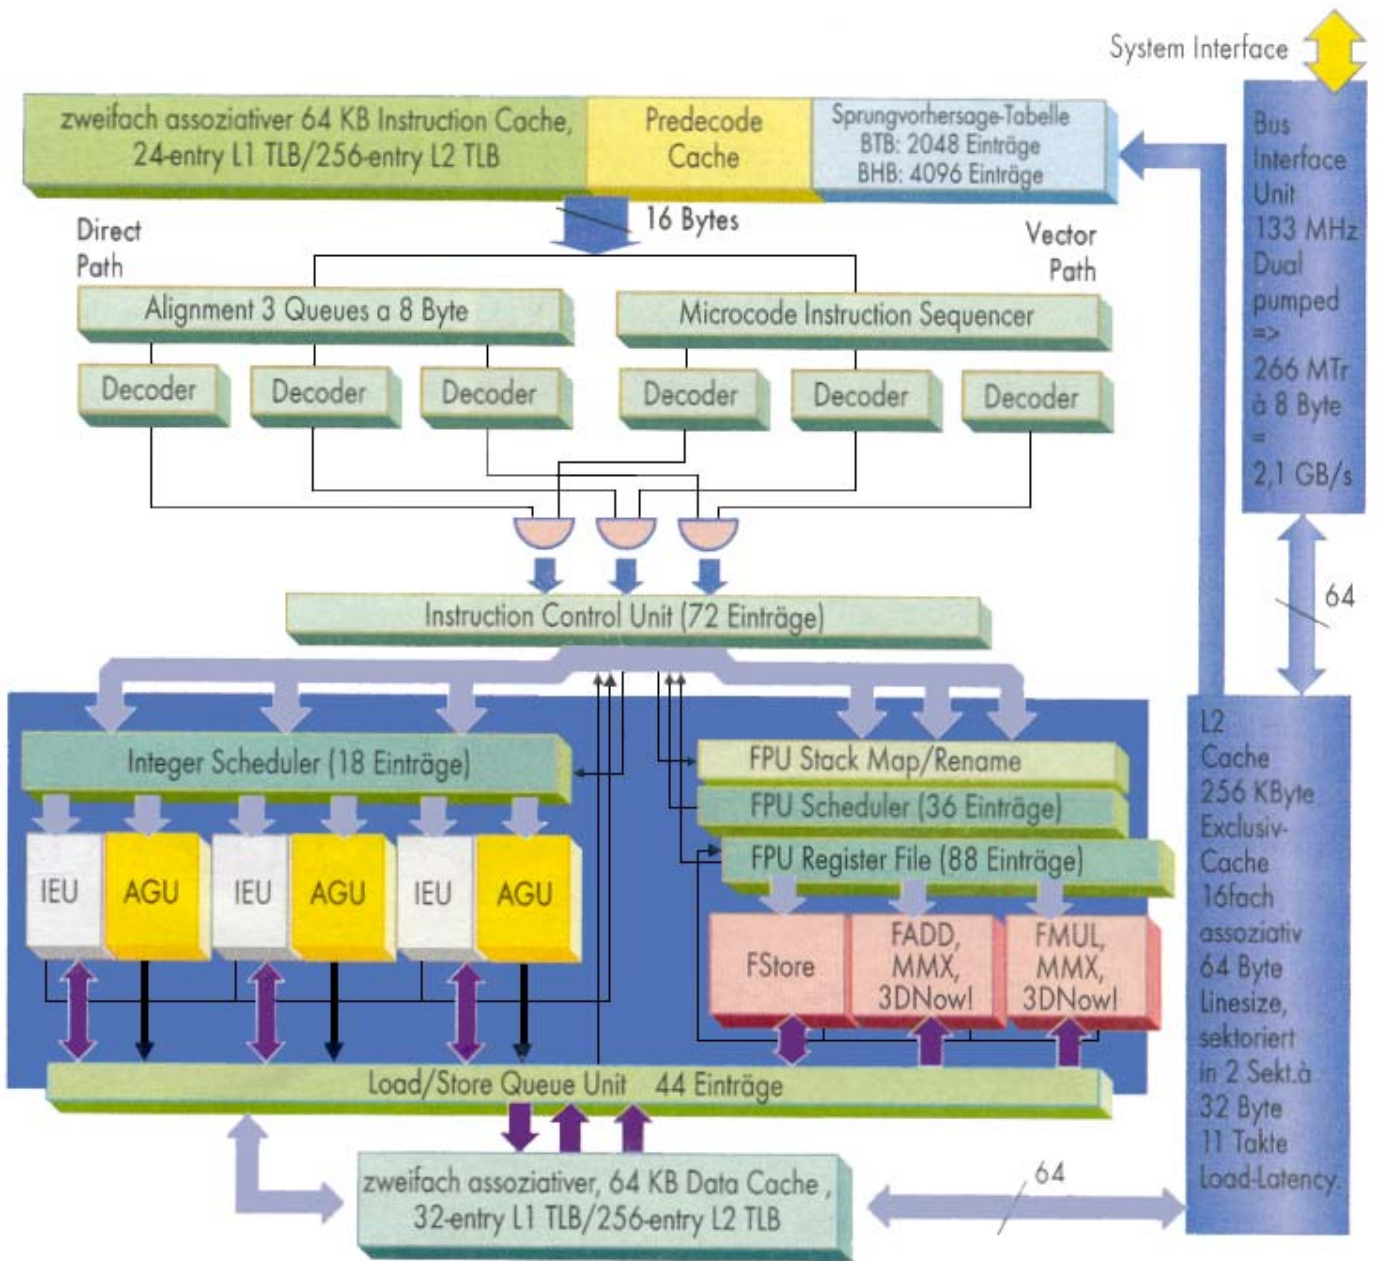 System Interface
zweifach assoziativer 64 KB Instruction Cache,
24-entry L1 TLB/256-entry L2 TLB
Predecode
Cache
Sprungvorhersage-Tabelle
BTB: 2048 Einträge
BHB: 4096 Einträge
16 Bytes
Direct
Path
Vector
Path
Alignment 3 Queues a 8 Byte
Microcode Instruction Sequencer
Decoder
Decoder
Decoder
Decoder
Decoder
Decoder
Bus
Interface
Unit
133 MHz
Dual
pumped
=>
266 MTr
à 8 Byte
=
2,1 GB/s
64
Instruction Control Unit (72 Einträge)
Integer Scheduler (18 Einträge)
FPU Stack Map/Rename
FPU Scheduler (36 Einträge)
FPU Register File (88 Einträge)
IEU
AGU
IEU
AGU
IEU
AGU
FStore
FADD,
MMX,
3DNow!
FMUL,
MMX,
3DNow!
L2
Cache
256 KByte
Exclusiv-
Cache
16fach
assoziativ
64 Byte
Linesize,
sektoriert
in 2 Sekt.à
32 Byte
11 Takte
Load-Latency.
Load/Store Queue Unit 44 Einträge
zweifach assoziativer, 64 KB Data Cache ,
32-entry L1 TLB/256-entry L2 TLB
64